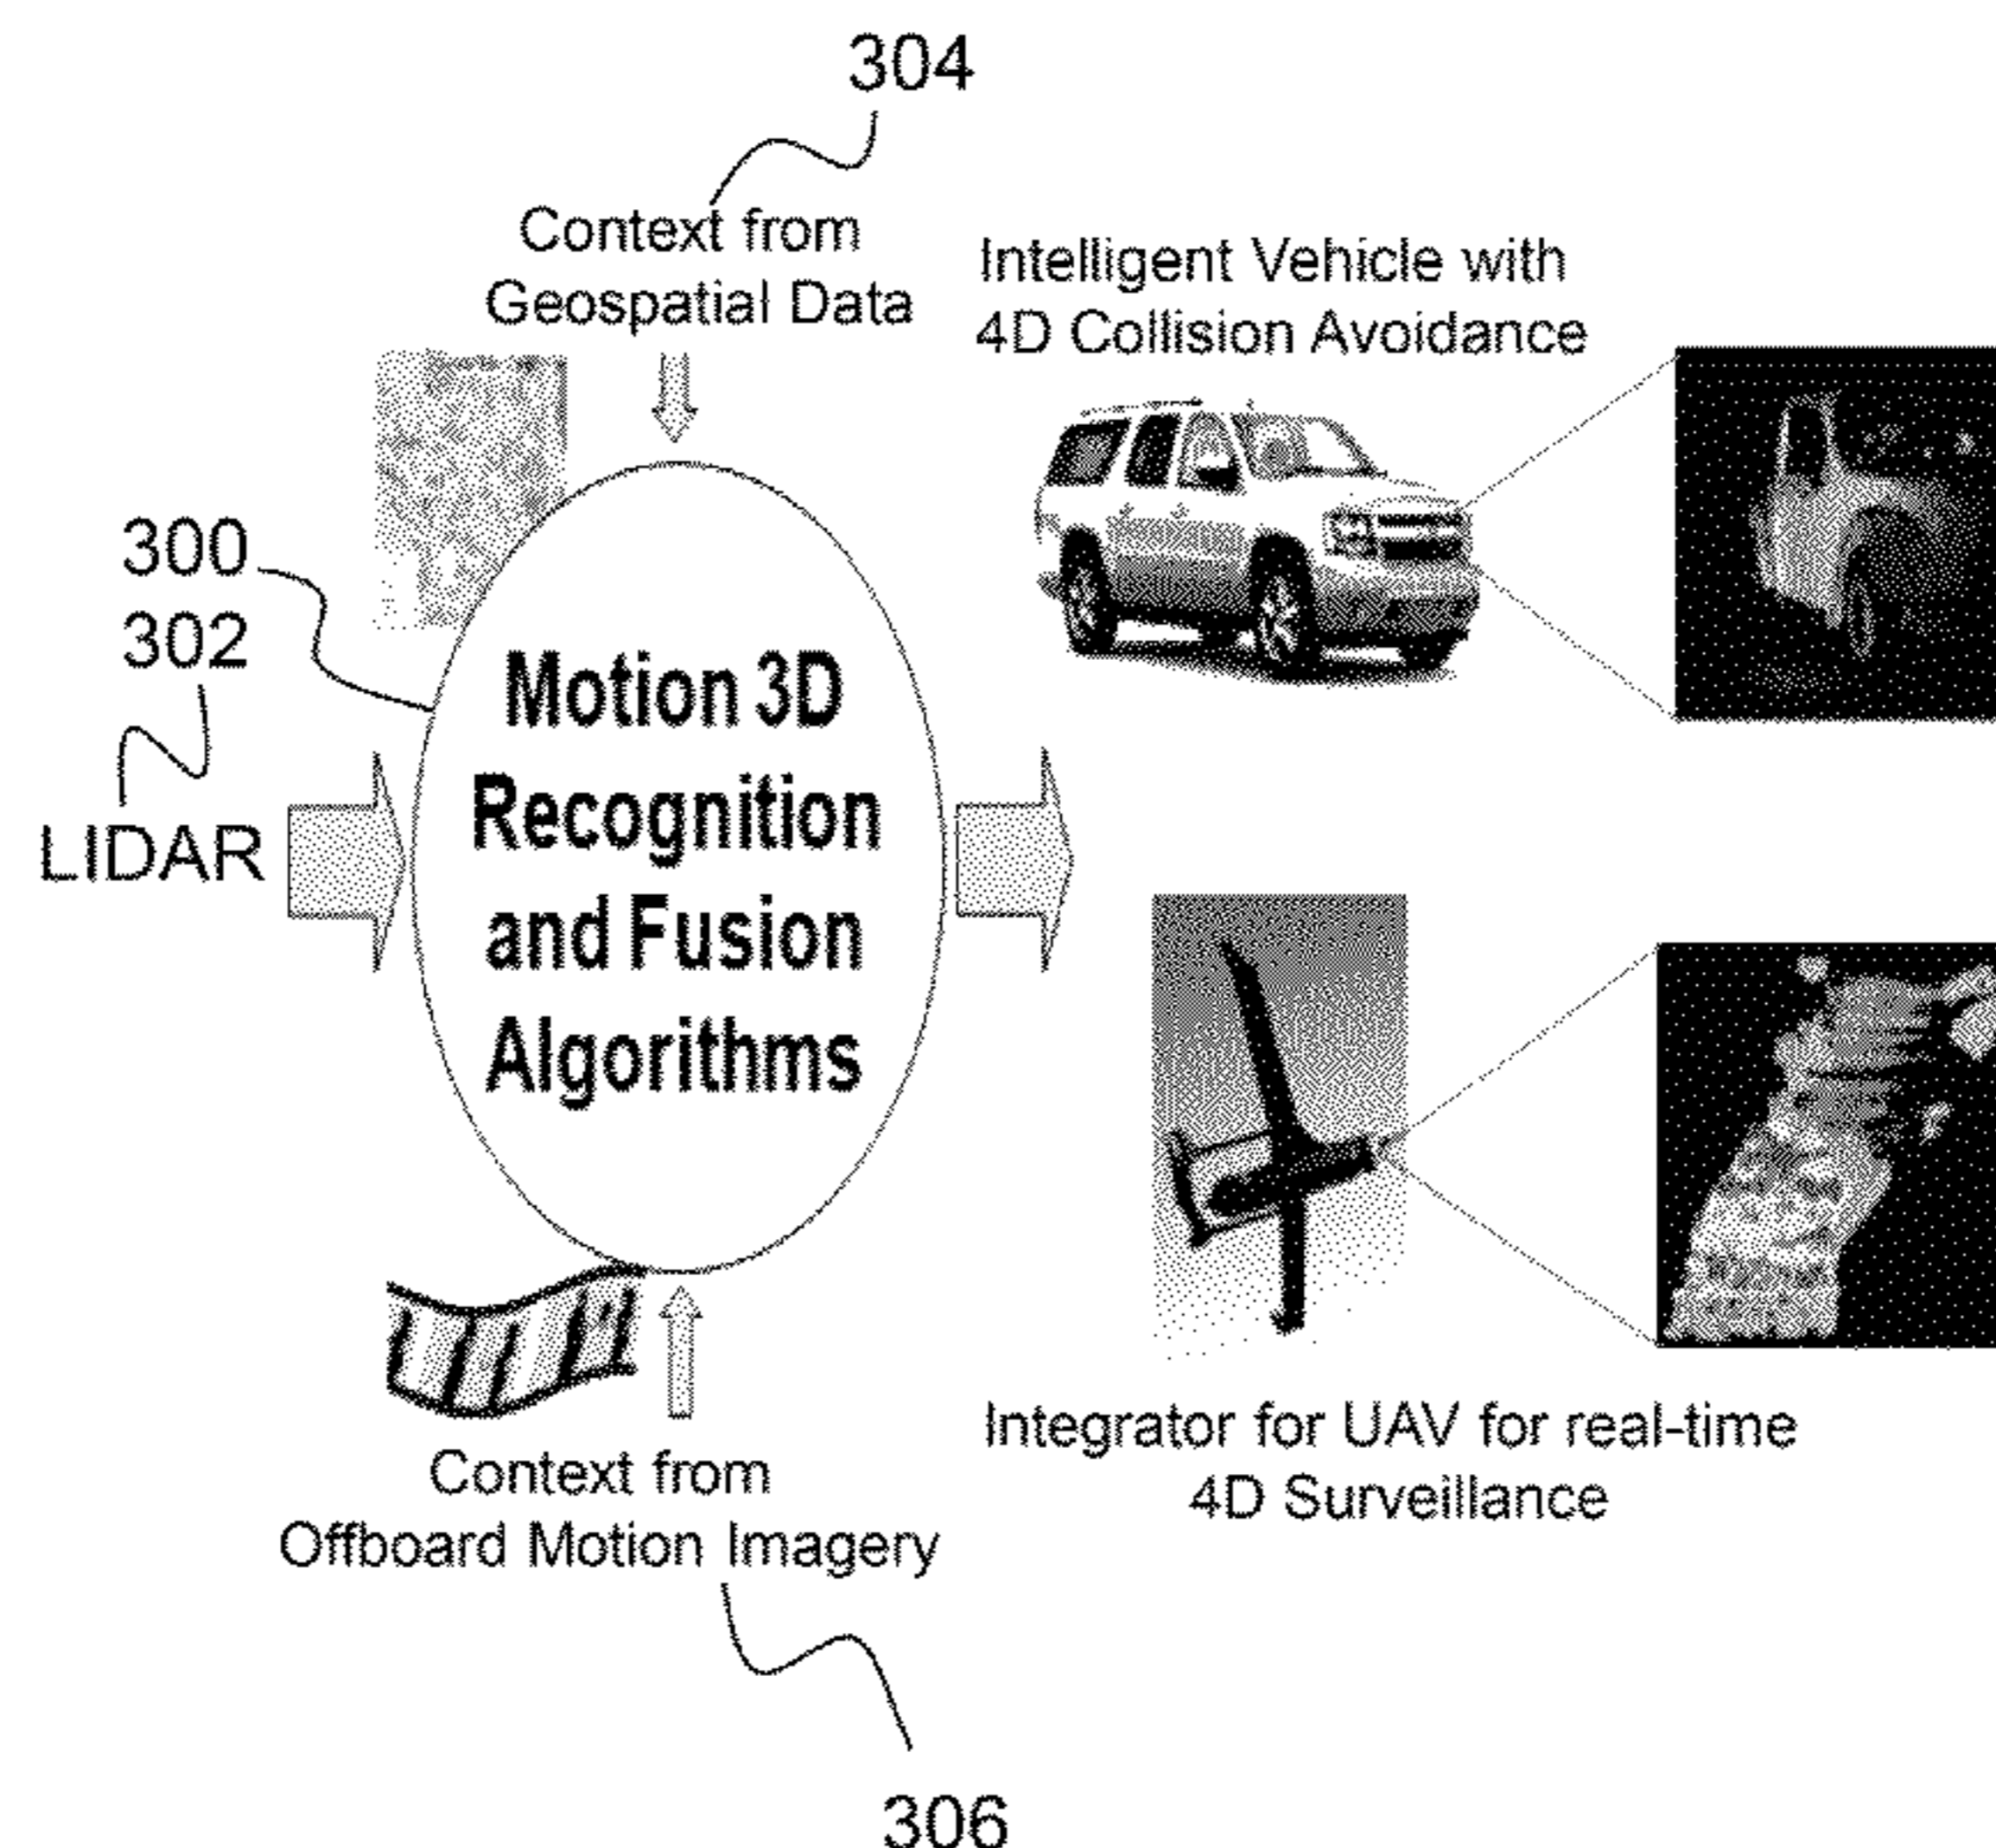 304
Context from
Geospatial Data
Intelligent Vehicle with
4D Collision Avoidance
300
302
LIDAR
Motion 3D
Recognition
and Fusion
Algorithms
Integrator for UAV for real-time
4D Surveillance
Context from
Offboard Motion Imagery
306